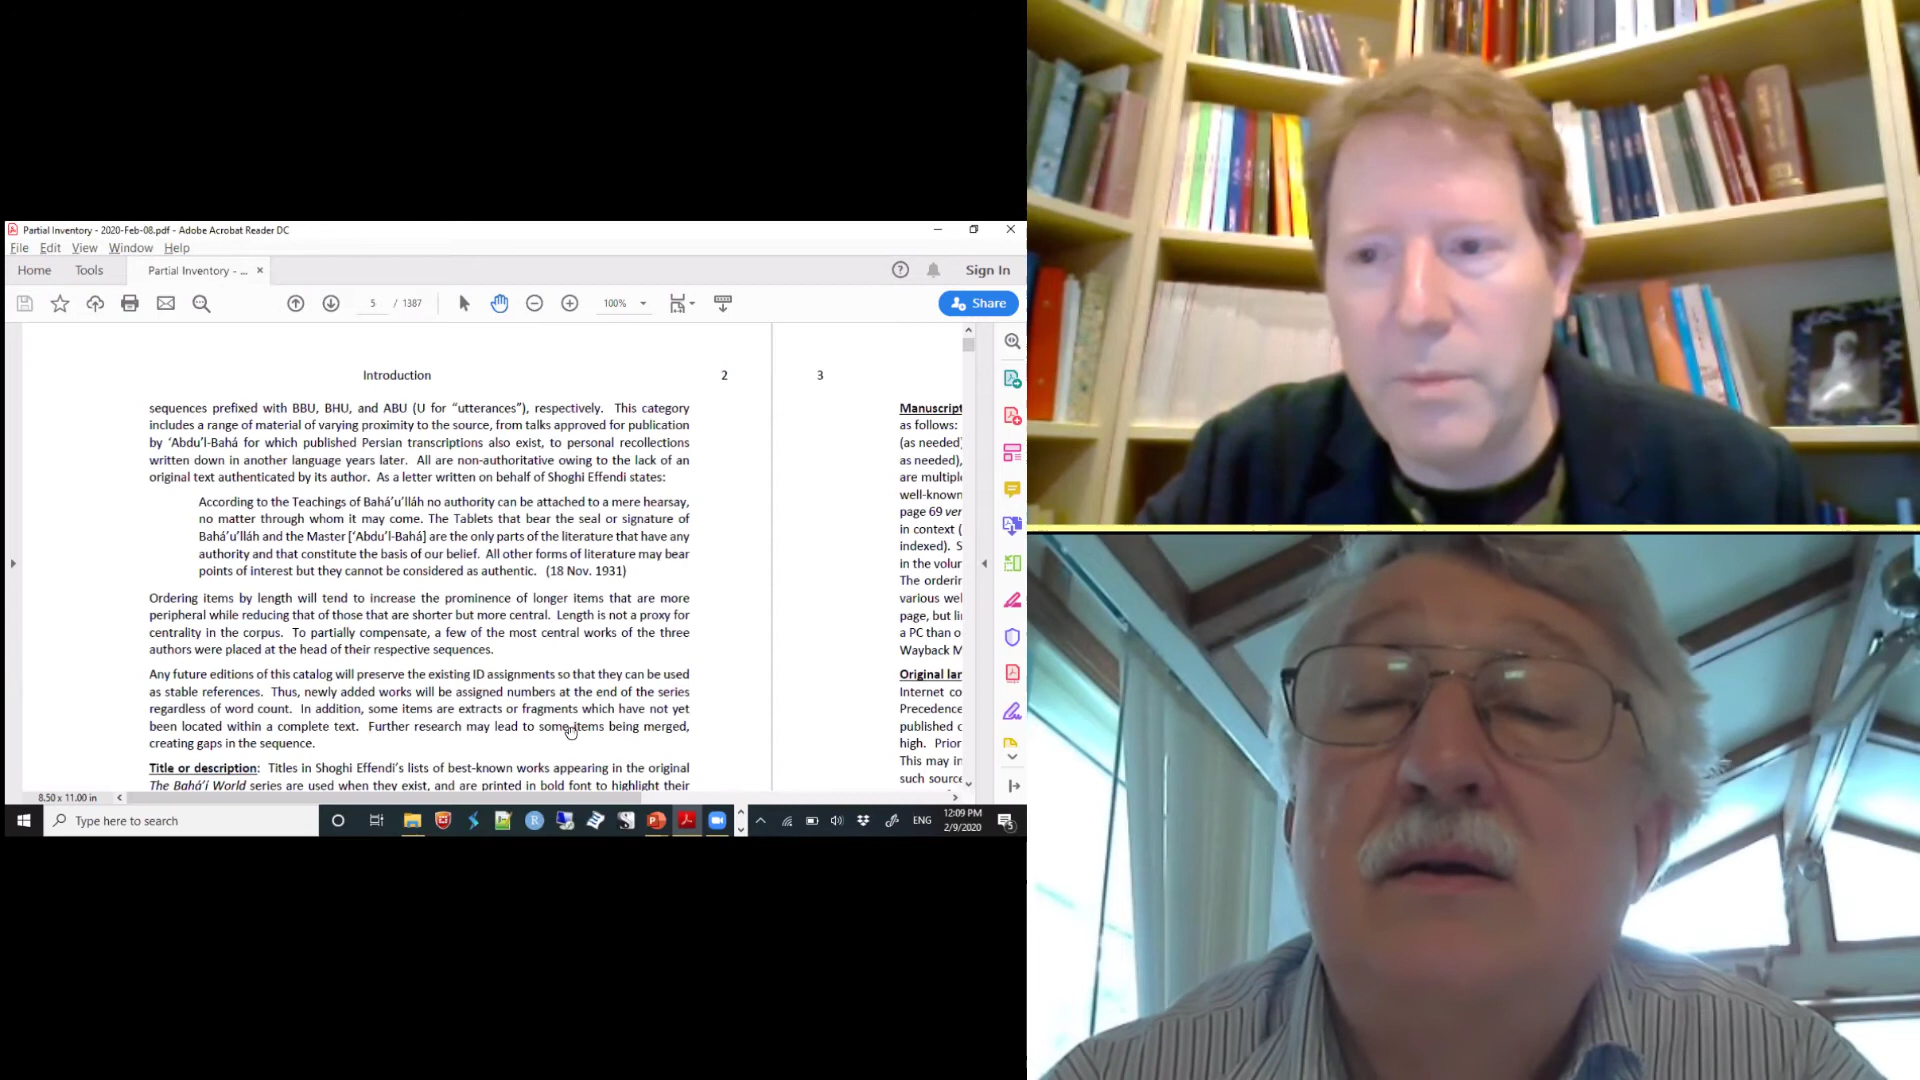 Partial Inventory - 2020-Feb-08.pdf - Adobe Acrobat Reader DC
File Edit View Window Help
Home Tools Partial Inventory - ... × Sign In
5 / 1387 100% Share
Introduction 2
sequences prefixed with BBU, BHU, and ABU (U for “utterances”), respectively. This category
includes a range of material of varying proximity to the source, from talks approved for publication
by ‘Abdu’l-Bahá for which published Persian transcriptions also exist, to personal recollections
written down in another language years later. All are non-authoritative owing to the lack of an
original text authenticated by its author. As a letter written on behalf of Shoghi Effendi states:
According to the Teachings of Bahá’u’lláh no authority can be attached to a mere hearsay,
no matter through whom it may come. The Tablets that bear the seal or signature of
Bahá’u’lláh and the Master [‘Abdu’l-Bahá] are the only parts of the literature that have any
authority and that constitute the basis of our belief. All other forms of literature may bear
points of interest but they cannot be considered as authentic. (18 Nov. 1931)
Ordering items by length will tend to increase the prominence of longer items that are more
peripheral while reducing that of those that are shorter but more central. Length is not a proxy for
centrality in the corpus. To partially compensate, a few of the most central works of the three
authors were placed at the head of their respective sequences.
Any future editions of this catalog will preserve the existing ID assignments so that they can be used
as stable references. Thus, newly added works will be assigned numbers at the end of the series
regardless of word count. In addition, some items are extracts or fragments which have not yet
been located within a complete text. Further research may lead to some items being merged,
creating gaps in the sequence.
Title or description: Titles in Shoghi Effendi’s lists of best-known works appearing in the original
The Bahá’í World series are used when they exist, and are printed in bold font to highlight their
3
Manuscript
as follows:
(as needed)
as needed),
are multipl
well-known
page 69 ver
in context (
indexed). S
in the volur
The orderin
various wel
page, but li
a PC than o
Wayback M
Original lar
Internet co
Precedence
published c
high. Prior
This may in
such source
8.50 x 11.00 in
Type here to search
ENG
12:09 PM
2/9/2020
5